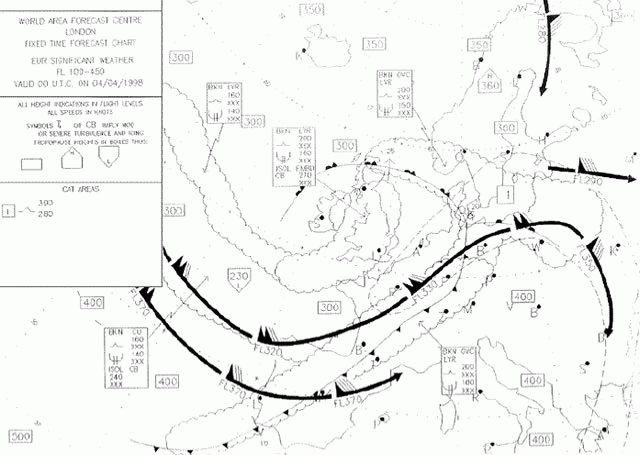 WORLD AREA FORECAST CENTRE
LONDON
FIXED TIME FORECAST CHART
EUR SIGNIFICANT WEATHER
FL 100-450
VALID 00 U.T.C. ON 04/04/1998
ALL HEIGHT INDICATIONS IN FLIGHT LEVELS
ALL SPEEDS IN KNOTS
SYMBOLS OR CB IMPLY MOD
OR SEVERE TURBULENCE AND ICING
TROPOPAUSE HEIGHTS IN BOXES THUS:
H
L
CAT AREAS
1
300
280
350
350
350
FL280
300
H
360
BKN LYR
160
XXX
XXX
140
XXX
BKN OVC
LYR
200
XXX
150
XXX
300
300
BKN LYR
200
XXX
160
XXX
ISOL EMBD
CB 270
XXX
300
FL290
1
300
230
L
400
FL370
FL330
300
400
K
W
B
M
B
B
D
FL320
BKN CU
160
XXX
140
XXX
ISOL CB
240
XXX
BKN OVC
LYR
200
XXX
XXX
400
FL370
FL370
400
S
R
500
400